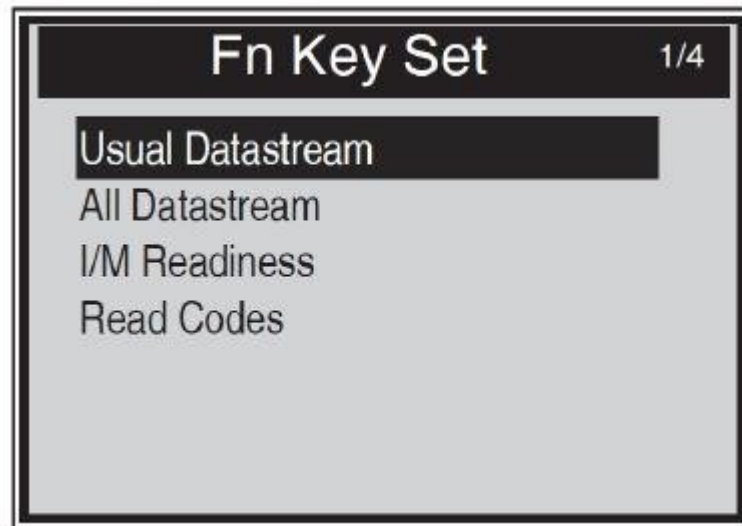 Fn Key Set 1/4
Usual Datastream
All Datastream
I/M Readiness
Read Codes